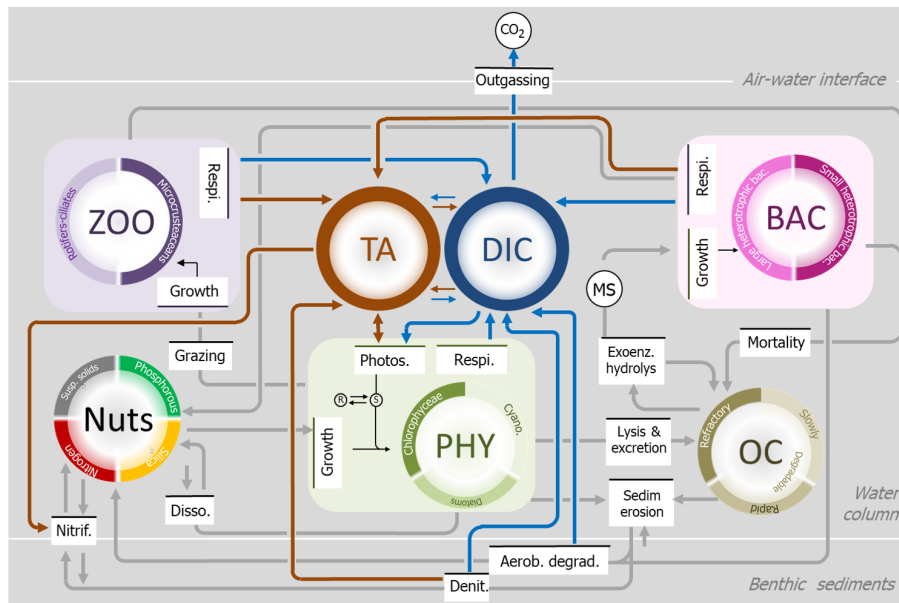 CO2
Outgassing
Air-water interface
Respi.
Rotifers-ciliates
Microcrusteaceans
ZOO
Growth
TA
DIC
Respi.
Large heterotrophic bac.
Small heterotrophic bac.
BAC
Growth
MS
Grazing
Photos.
Respi.
Exoenz.
hydrolys
Mortality
Susp. solids
Phosphorous
Nuts
Nitrogen
Silica
R
S
Growth
Chlorophyceae
Cyano.
PHY
Diatoms
Lysis &
excretion
Refractory
Slowly
OC
Degradable
Rapid
Disso.
Sedim
erosion
Water
column
Nitrif.
Aerob. degrad.
Denit.
Benthic sediments